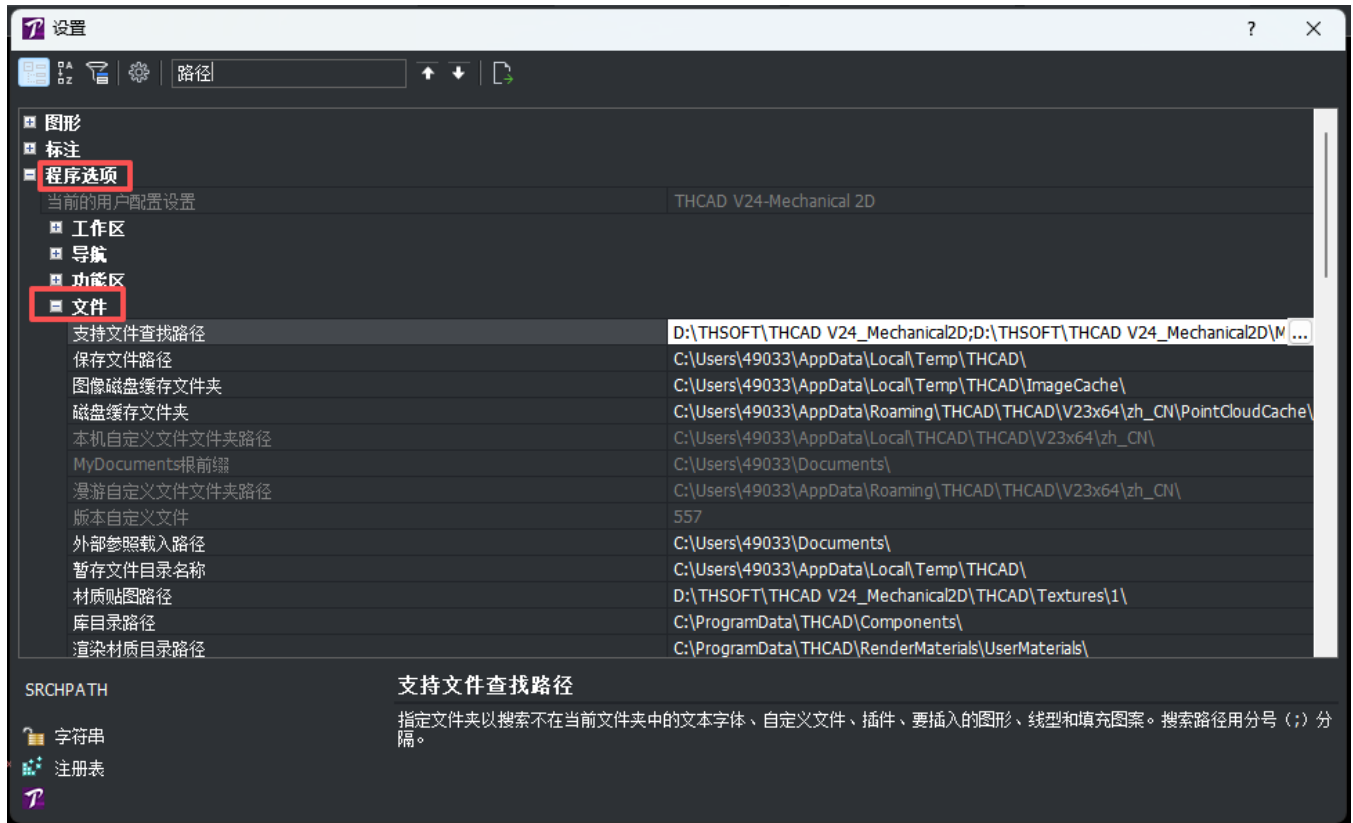 设置
?
路径
图形
标注
程序选项
当前的用户配置设置 THCAD V24-Mechanical 2D
工作区
导航
功能区
文件
支持文件查找路径 D:\THSOFT\THCAD V24_Mechanical2D;D:\THSOFT\THCAD V24_Mechanical2D\M ...
保存文件路径 C:\Users\49033\AppData\Local\Temp\THCAD\
图像磁盘缓存文件夹 C:\Users\49033\AppData\Local\Temp\THCAD\ImageCache\
磁盘缓存文件夹 C:\Users\49033\AppData\Roaming\THCAD\THCAD\V23x64\zh_CN\PointCloudCache\
本机自定义文件文件夹路径 C:\Users\49033\AppData\Local\THCAD\THCAD\V23x64\zh_CN\
MyDocuments根前缀 C:\Users\49033\Documents\
漫游自定义文件文件夹路径 C:\Users\49033\AppData\Roaming\THCAD\THCAD\V23x64\zh_CN\
版本自定义文件 557
外部参照载入路径 C:\Users\49033\Documents\
暂存文件目录名称 C:\Users\49033\AppData\Local\Temp\THCAD\
材质贴图路径 D:\THSOFT\THCAD V24_Mechanical2D\THCAD\Textures\1\
库目录路径 C:\ProgramData\THCAD\Components\
渲染材质目录路径 C:\ProgramData\THCAD\RenderMaterials\UserMaterials\
SRCHPATH
字符串
注册表
支持文件查找路径
指定文件夹以搜索不在当前文件夹中的文本字体、自定义文件、插件、要插入的图形、线型和填充图案。搜索路径用分号（;）分
隔。